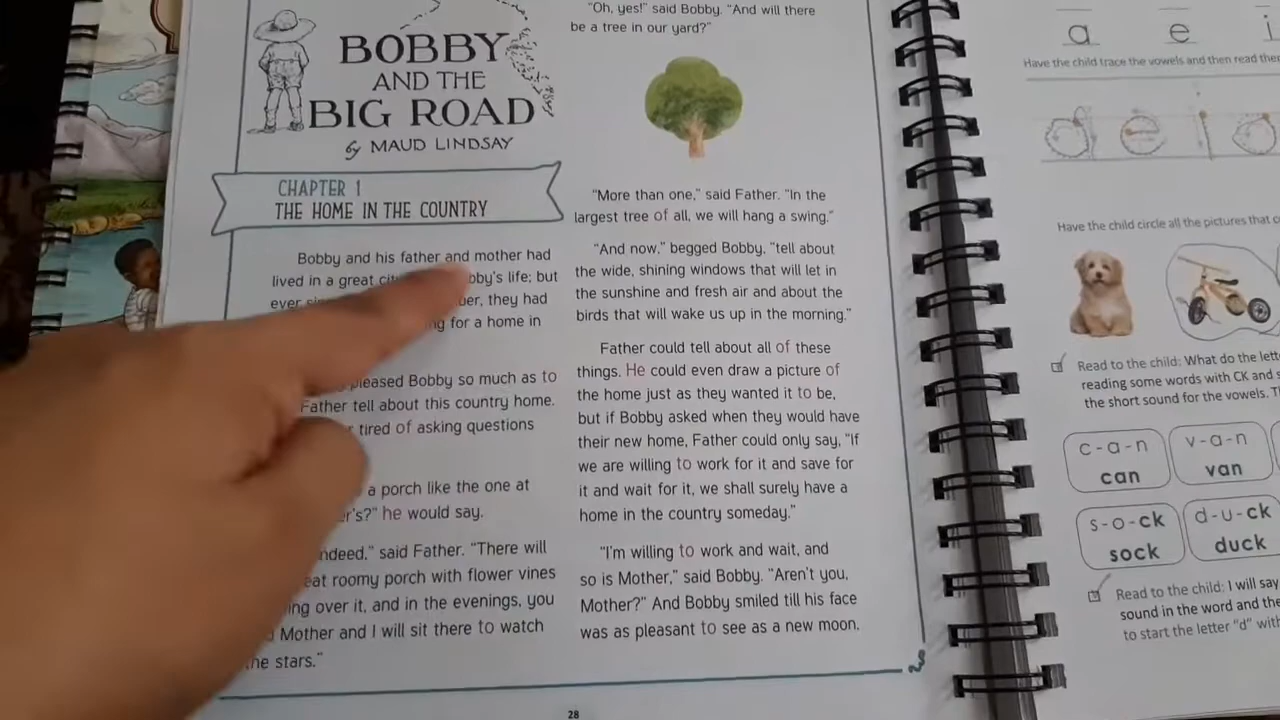 BOBBY
AND THE
BIG ROAD
by MAUD LINDSAY
CHAPTER 1
THE HOME IN THE COUNTRY
Bobby and his father and mother had
lived in a great life; but
ever they had
for a home in
pleased Bobby so much as to
Father tell about this country home.
tired of asking questions
a porch like the one at
he would say.
said Father. "There will
roomy porch with flower vines
over it, and in the evenings, you
Mother and I will sit there to watch
the stars."
"Oh, yes!" said Bobby. "And will there
be a tree in our yard?"
"More than one," said Father. "In the
largest tree of all, we will hang a swing."
"And now," begged Bobby, "tell about
the wide, shining windows that will let in
the sunshine and fresh air and about the
birds that will wake us up in the morning."
Father could tell about all of these
things. He could even draw a picture of
the home just as they wanted it to be,
but if Bobby asked when they would have
their new home, Father could only say, "If
we are willing to work for it and save for
it and wait for it, we shall surely have a
home in the country someday."
"I'm willing to work and wait, and
so is Mother," said Bobby. "Aren't you,
Mother?" And Bobby smiled till his face
was as pleasant to see as a new moon.
28
a e i
Have the child trace the vowels and then read
Have the child circle all the pictures that
Read to the child: What do the
reading some words with CK and
the short sound for the vowels.
c-a-n v-a-n
can van
s-o-ck d-u-ck
sock duck
Read to the child: I will say
sound in the word and the
to start the letter "d" with